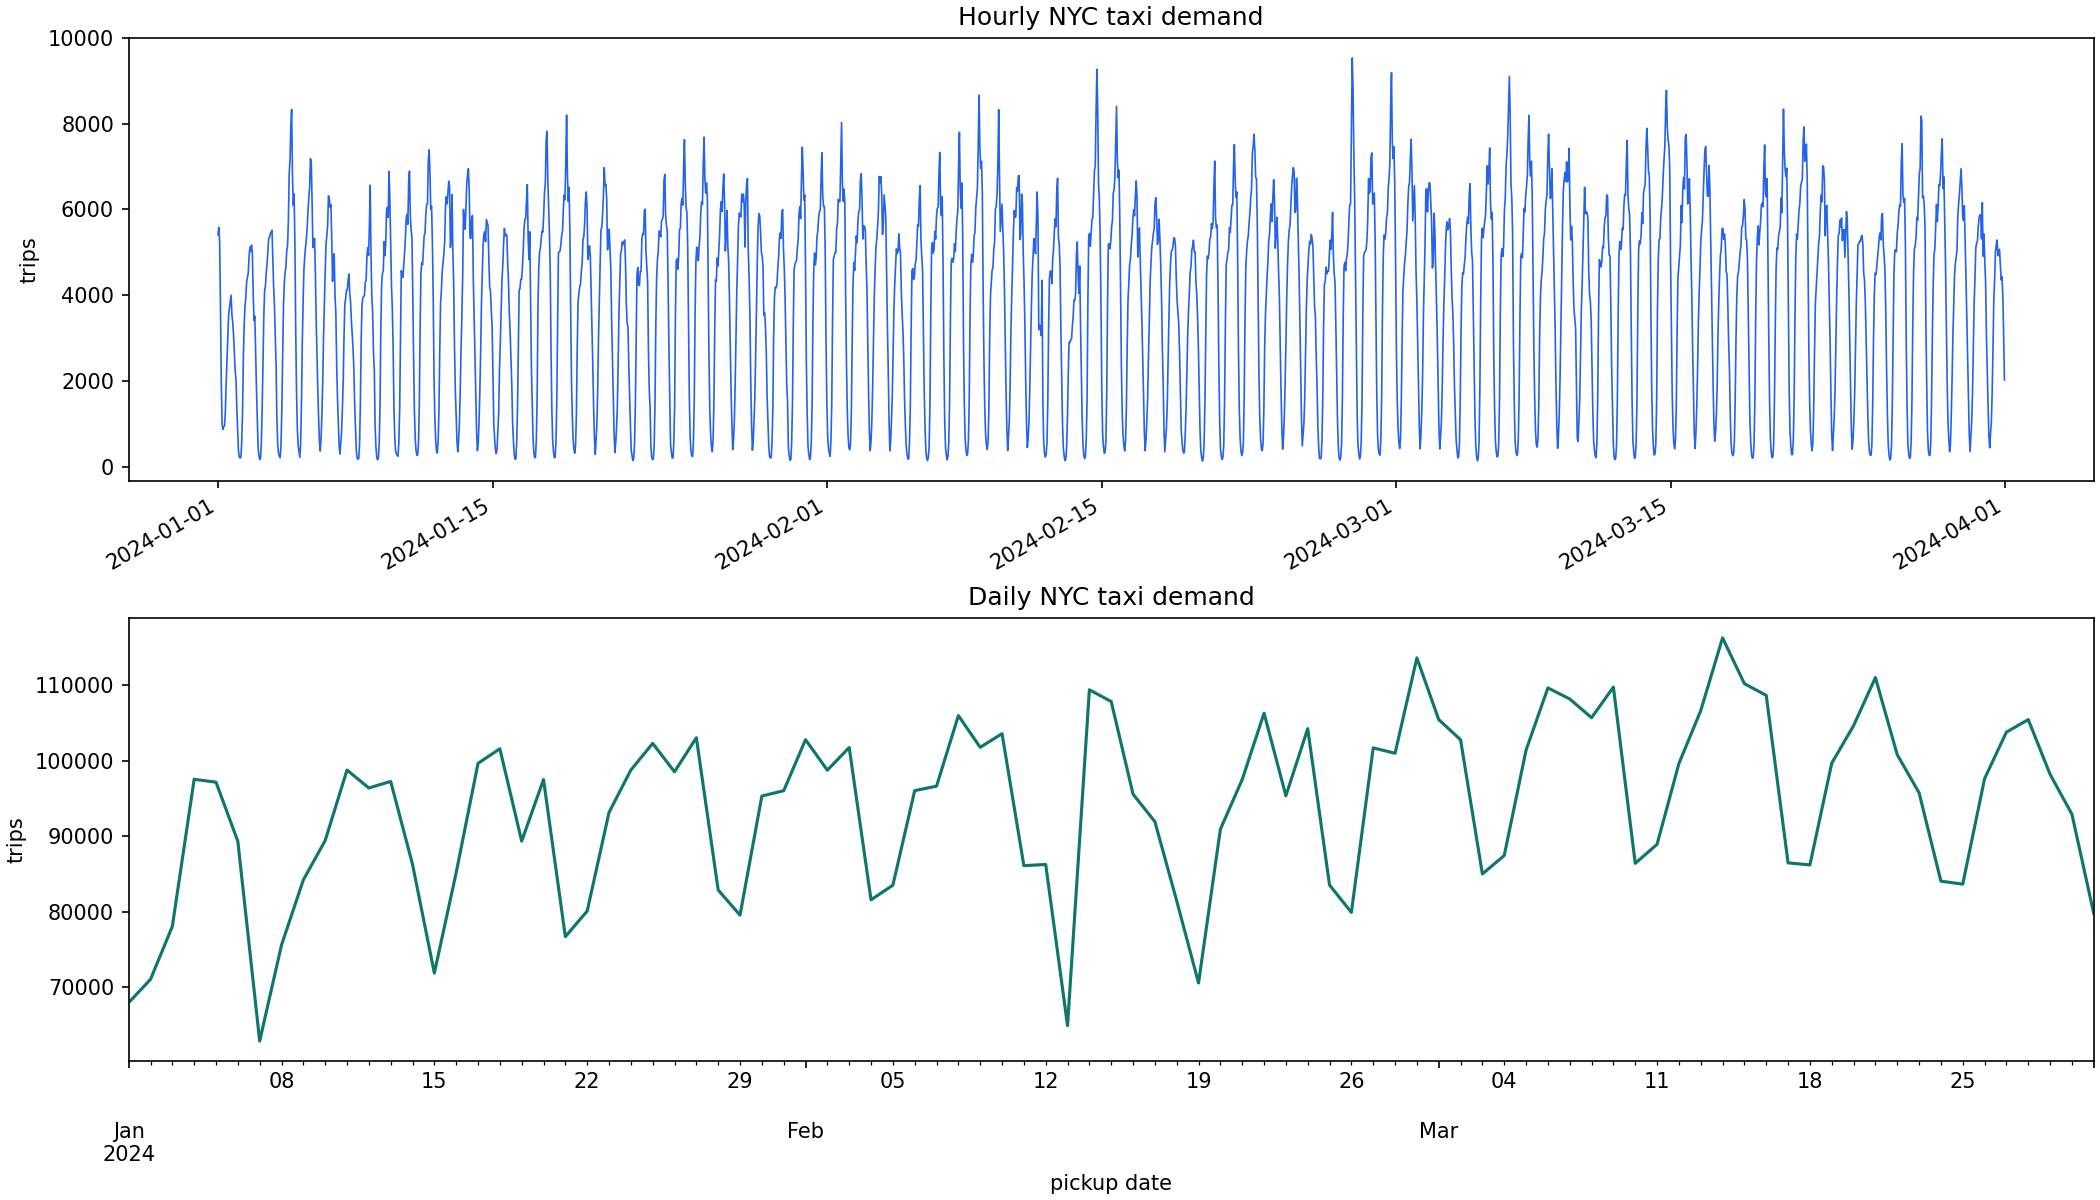 Hourly NYC taxi demand
10000
8000
6000
4000
2000
0
trips
2024-01-01
2024-01-15
2024-02-01
2024-02-15
2024-03-01
2024-03-15
2024-04-01
Daily NYC taxi demand
110000
100000
90000
80000
70000
trips
08 15 22 29 05 12 19 26 04 11 18 25
Jan Feb Mar
2024
pickup date